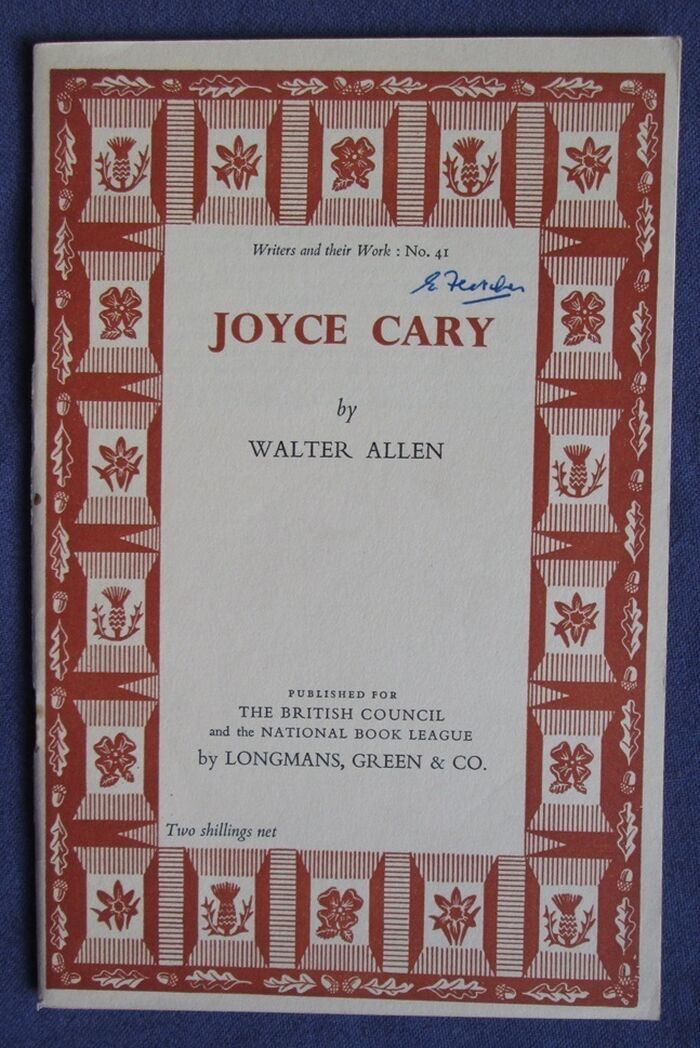 Writers and their Work : No. 41
JOYCE CARY
by
WALTER ALLEN
PUBLISHED FOR
THE BRITISH COUNCIL
and the NATIONAL BOOK LEAGUE
by LONGMANS, GREEN & CO.
Two shillings net